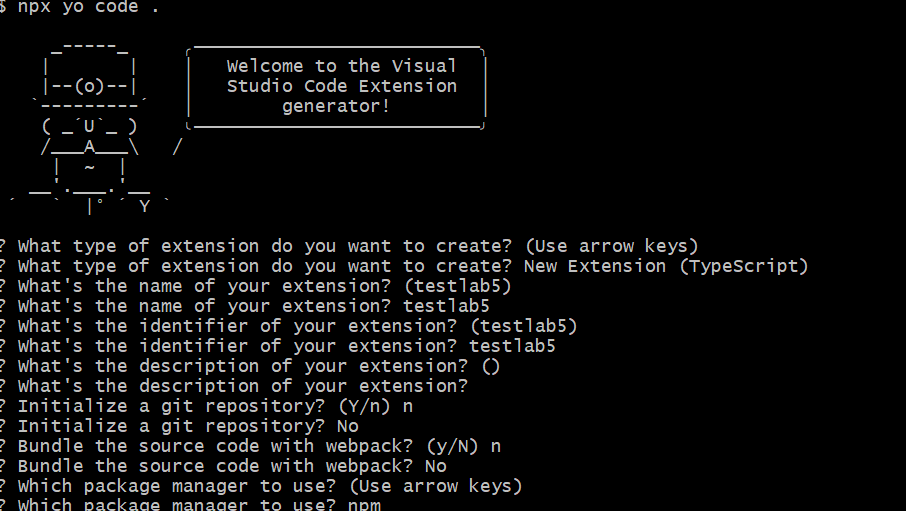 $ npx yo code .
_-----_
| |
|--(o)--|
`---------´
( _´U`_ )
/___A___\ /
| ~ |
__'.___.'__
´ ` |° ´ Y `
Welcome to the Visual
Studio Code Extension
generator!
? What type of extension do you want to create? (Use arrow keys)
? What type of extension do you want to create? New Extension (TypeScript)
? What's the name of your extension? (testlab5)
? What's the name of your extension? testlab5
? What's the identifier of your extension? (testlab5)
? What's the identifier of your extension? testlab5
? What's the description of your extension? ()
? What's the description of your extension?
? Initialize a git repository? (Y/n) n
? Initialize a git repository? No
? Bundle the source code with webpack? (y/N) n
? Bundle the source code with webpack? No
? Which package manager to use? (Use arrow keys)
? Which package manager to use? npm